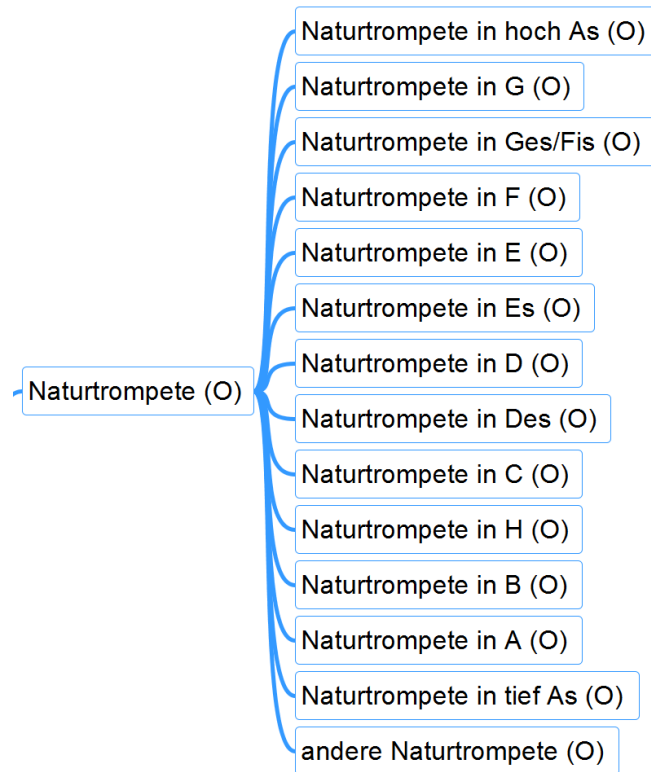 Naturtrompete in hoch As (O)
Naturtrompete in G (O)
Naturtrompete in Ges/Fis (O)
Naturtrompete in F (O)
Naturtrompete in E (O)
Naturtrompete in Es (O)
Naturtrompete (O)
Naturtrompete in D (O)
Naturtrompete in Des (O)
Naturtrompete in C (O)
Naturtrompete in H (O)
Naturtrompete in B (O)
Naturtrompete in A (O)
Naturtrompete in tief As (O)
andere Naturtrompete (O)